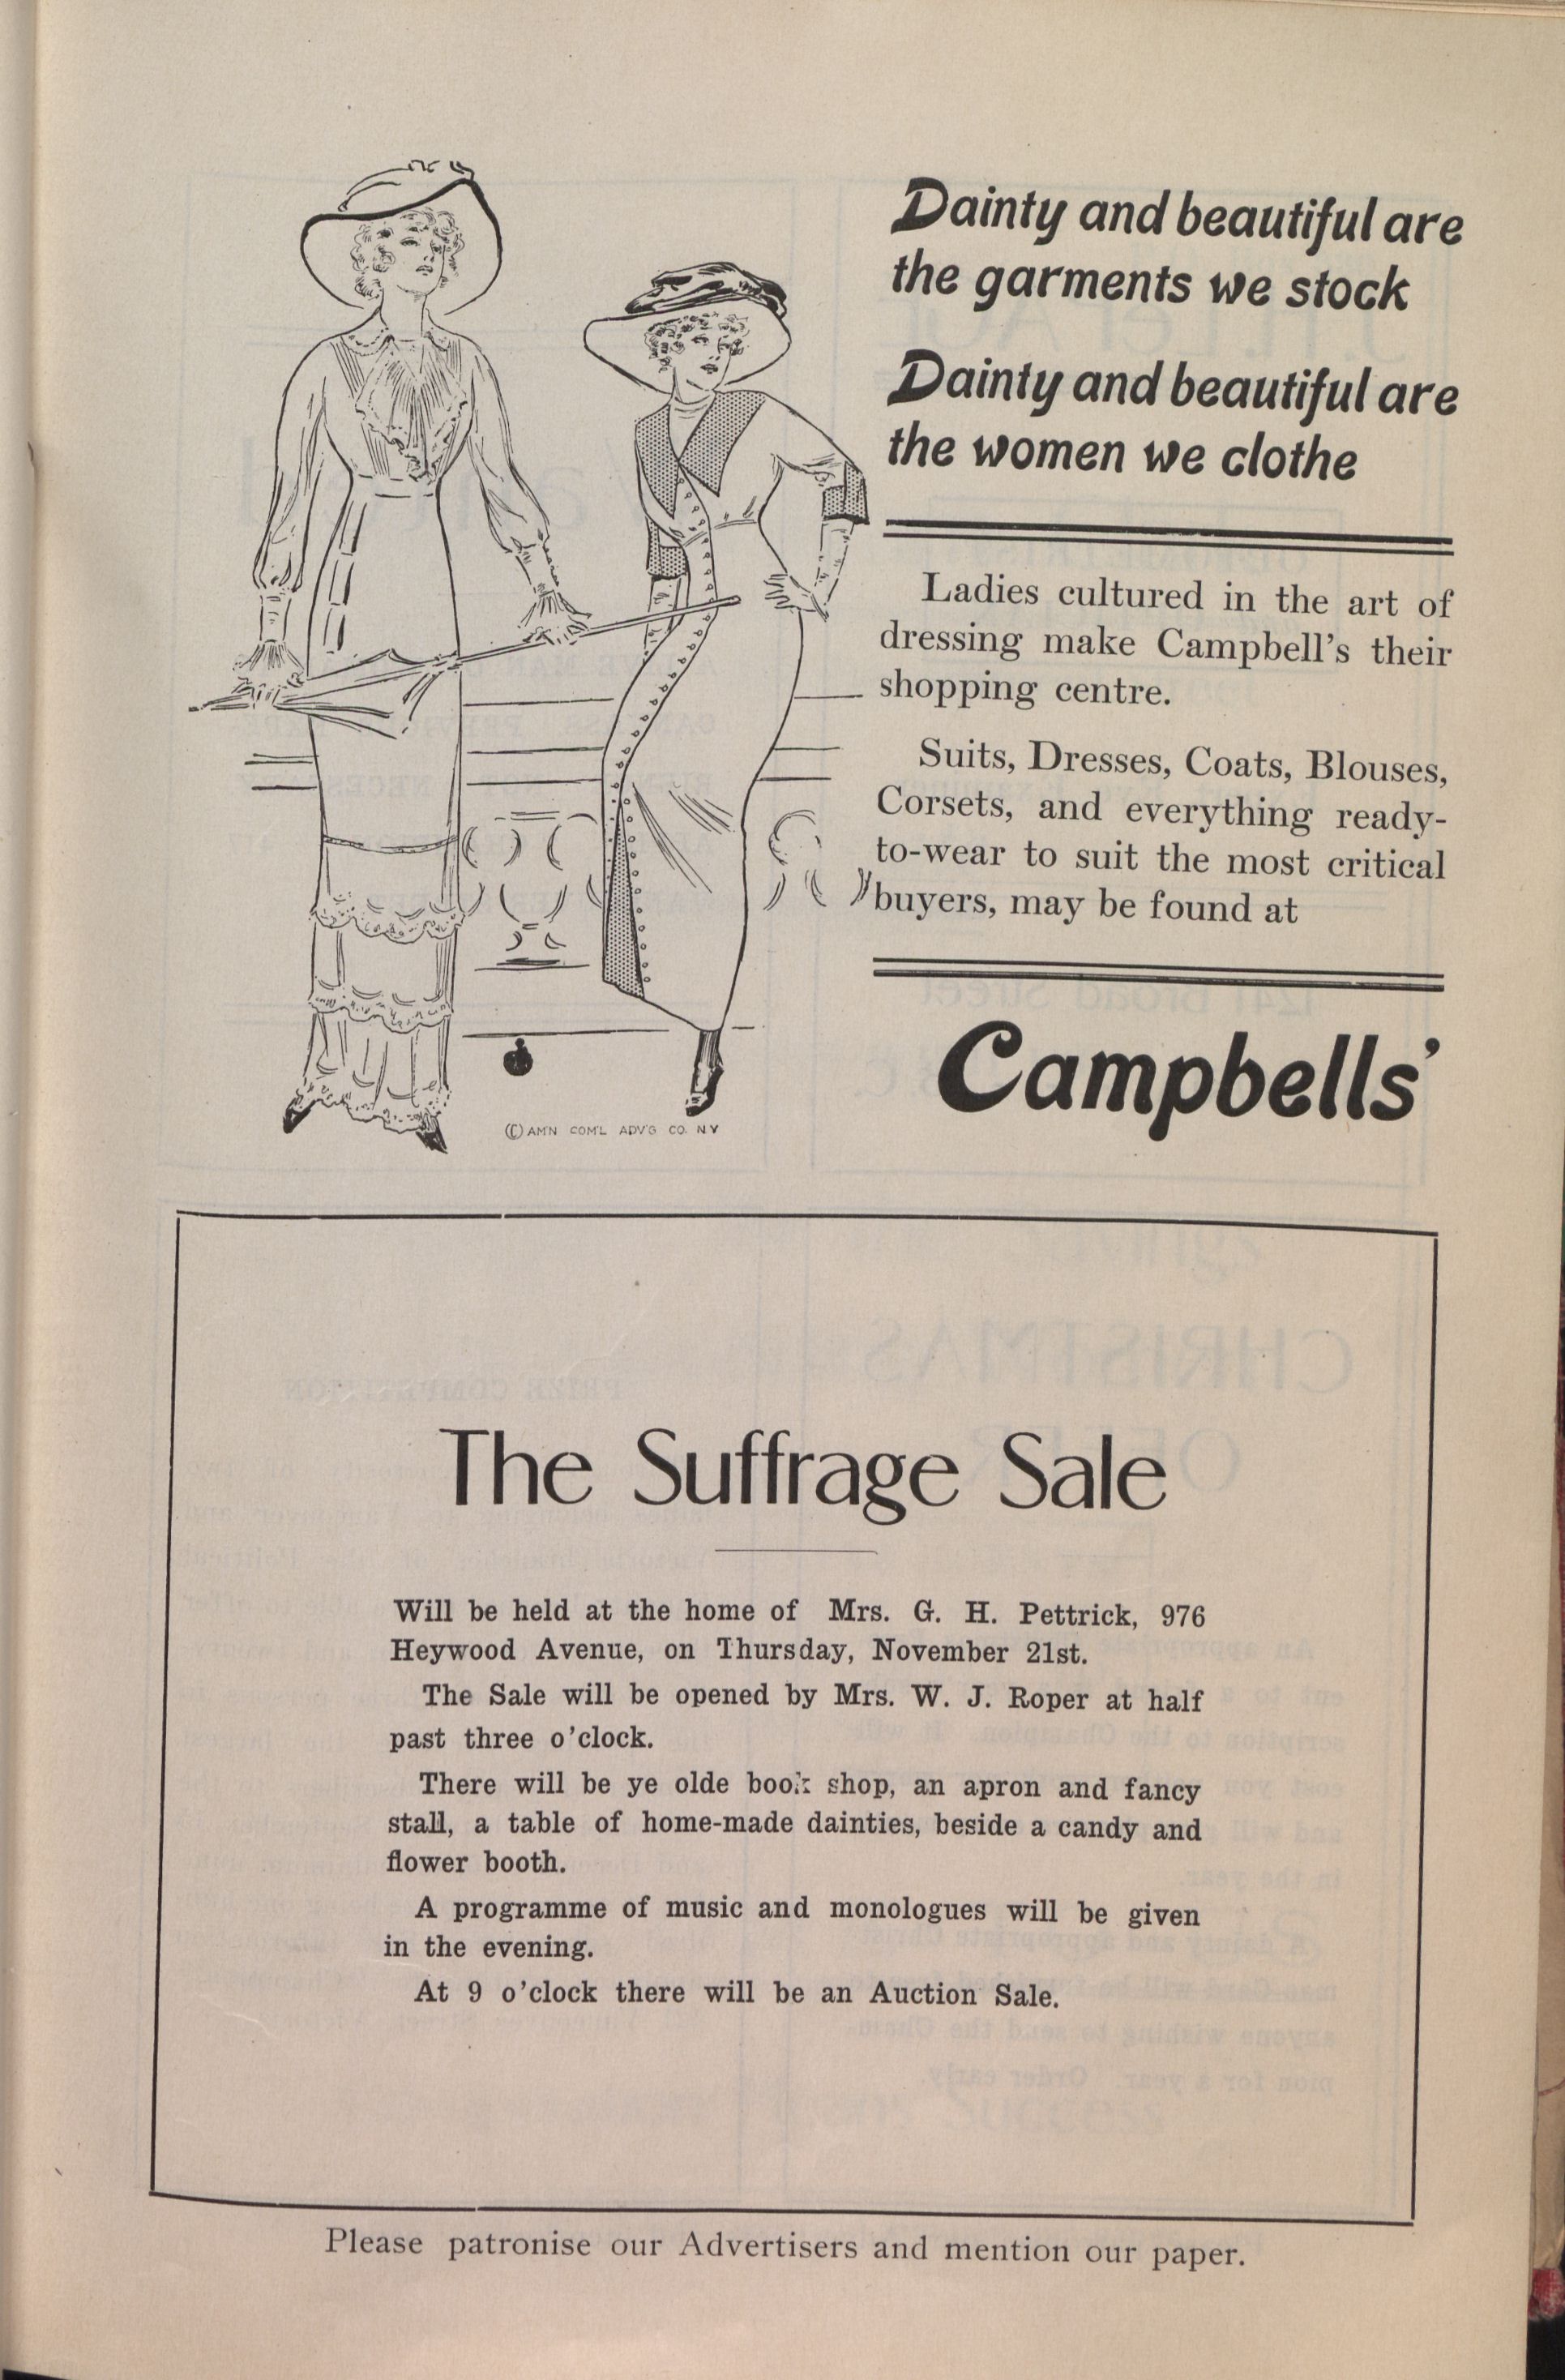 Dainty and beautiful are
the garments we stock
Dainty and beautiful are
the women we clothe
Ladies cultured in the art of
dressing make Campbell's their
shopping centre.
Suits, Dresses, Coats, Blouses,
Corsets, and everything ready-
to-wear to suit the most critical
buyers, may be found at
Campbells'
© AM'N COM'L ADV'G CO. N.Y
The Suffrage Sale
Will be held at the home of Mrs. G. H. Pettrick, 976
Heywood Avenue, on Thursday, November 21st.
The Sale will be opened by Mrs. W. J. Roper at half
past three o'clock.
There will be ye olde book shop, an apron and fancy
stall, a table of home-made dainties, beside a candy and
flower booth.
A programme of music and monologues will be given
in the evening.
At 9 o'clock there will be an Auction Sale.
Please patronise our Advertisers and mention our paper.